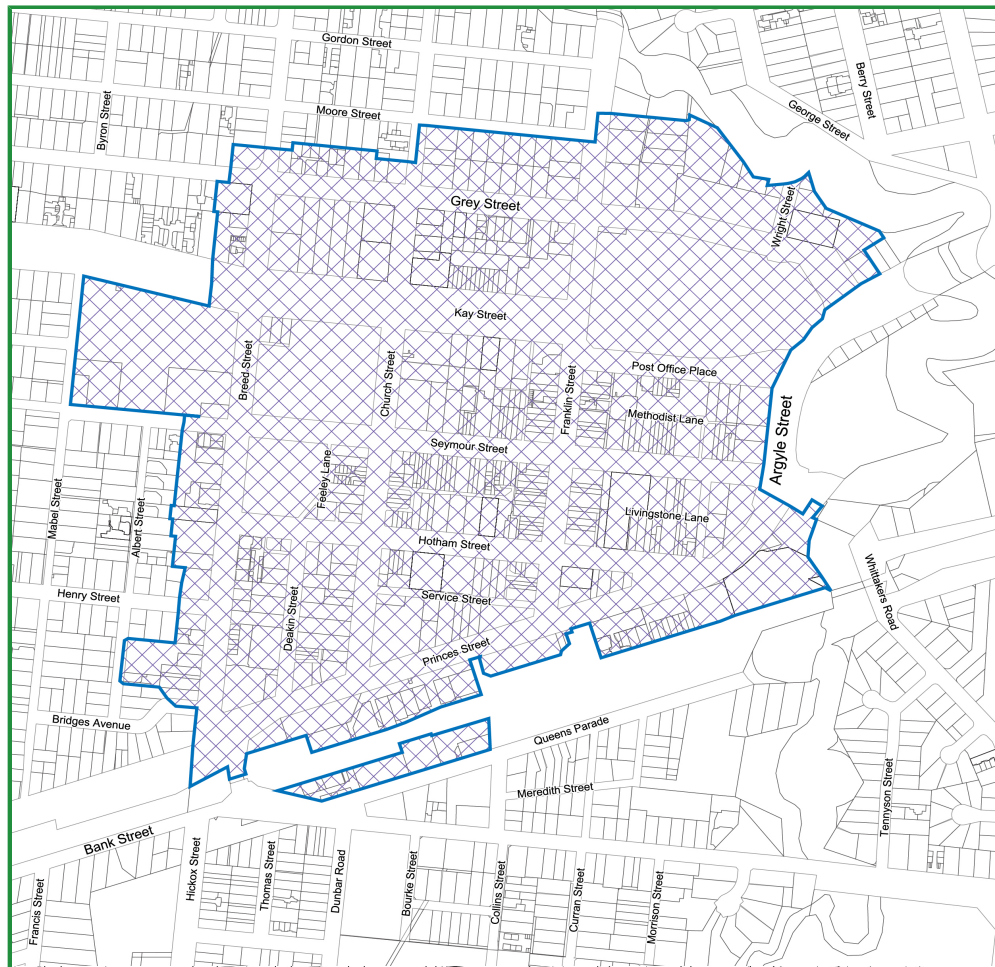 Gordon Street
Berry Street
Byron Street
Moore Street
George Street
Grey Street
Wright Street
Kay Street
Breed Street
Church Street
Franklin Street
Post Office Place
Argyle Street
Methodist Lane
Seymour Street
Feeley Lane
Mabel Street
Albert Street
Livingstone Lane
Hotham Street
Whittakers Road
Henry Street
Service Street
Deakin Street
Princes Street
Bridges Avenue
Queens Parade
Meredith Street
Tennyson Street
Bank Street
Hickox Street
Thomas Street
Dunbar Road
Bourke Street
Collins Street
Curran Street
Morrison Street
Francis Street